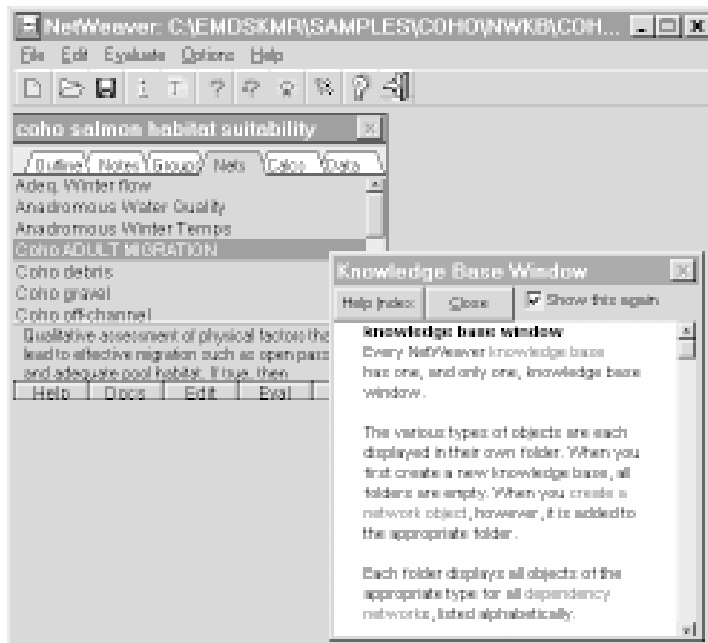 NetWeaver: C:\EMDSKMR\SAMPLES\COHO\NWKB\COH...
File Edit Evaluate Options Help
coho salmon habitat suitability
Outline Notes Groups Nets Calcs Data
Adeq. Winter flow
Anadromous Water Quality
Anadromous Winter Temps
Coho ADULT MIGRATION
Coho debris
Coho gravel
Coho off-channel
Qualitative assessment of physical factors tha
lead to effective migration such as open pass
and adequate pool habitat. If true, then
Help Docs Edit Eval
Knowledge Base Window
Help Index Close Show this again
knowledge base window
Every NetWeaver knowledge base
has one, and only one, knowledge base
window.
The various types of objects are each
displayed in their own folder. When you
first create a new knowledge base, all
folders are empty. When you create a
network object, however, it is added to
the appropriate folder.
Each folder displays all objects of the
appropriate type for all dependency
networks, listed alphabetically.